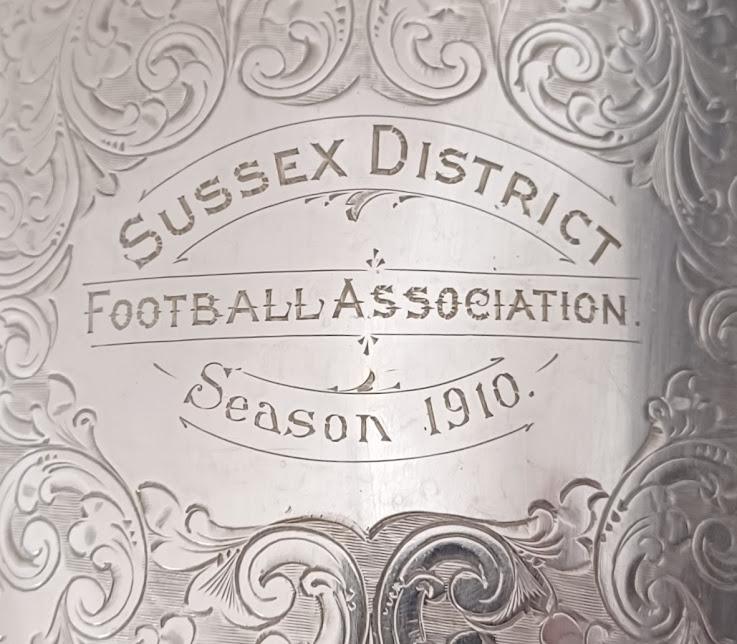 SUSSEX DISTRICT
FOOTBALL ASSOCIATION.
Season 1910.